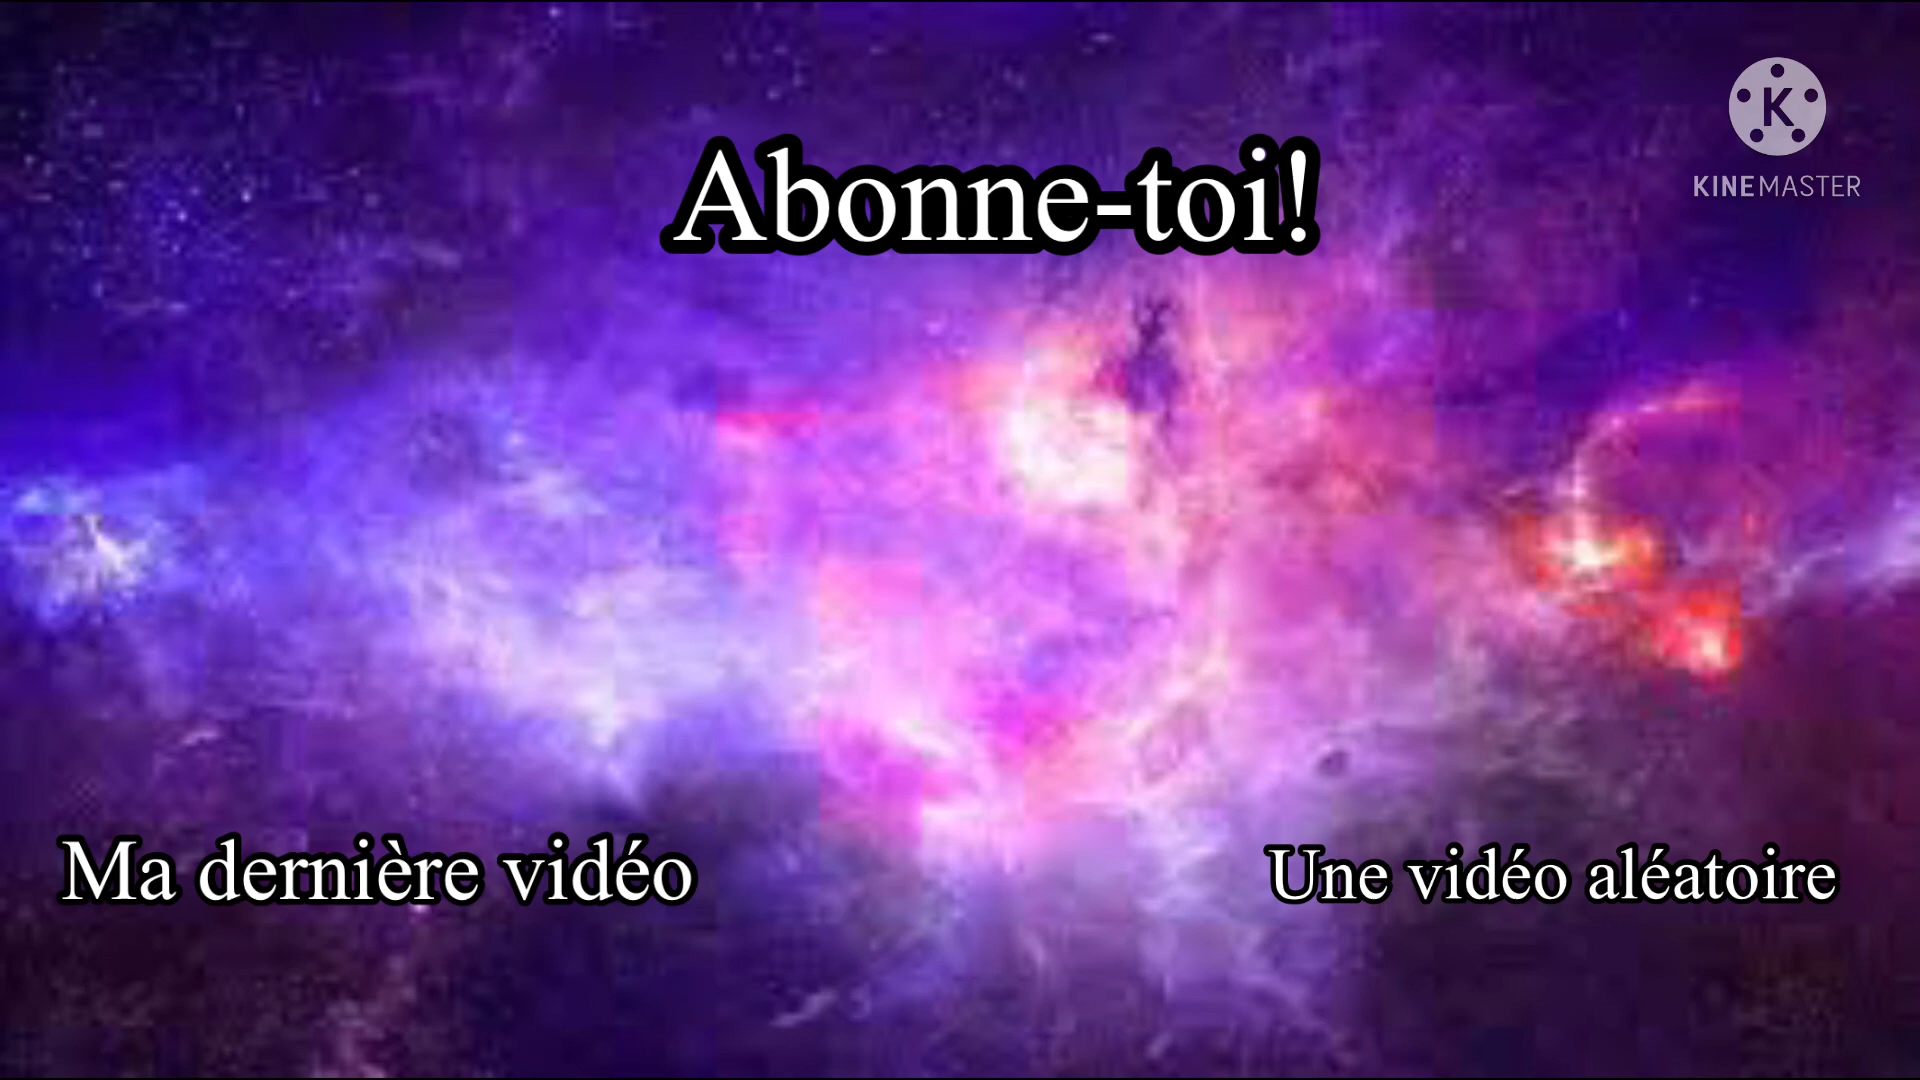 Abonne-toi!
K
KINEMASTER
Ma dernière vidéo
Une vidéo aléatoire